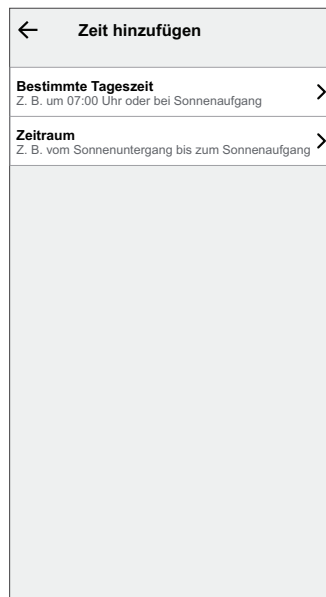 Zeit hinzufügen
Bestimmte Tageszeit
Z. B. um 07:00 Uhr oder bei Sonnenaufgang
Zeitraum
Z. B. vom Sonnenuntergang bis zum Sonnenaufgang